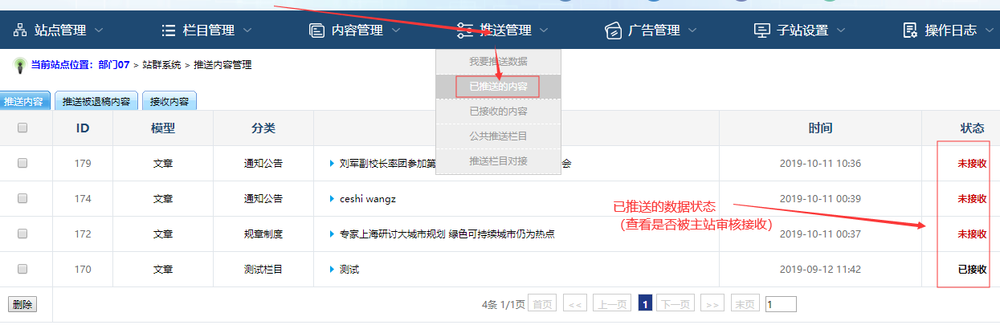 站点管理 栏目管理 内容管理 推送管理 广告管理 子站设置 操作日志
当前站点位置：部门07 > 站群系统 > 推送内容管理
我要推送数据
已推送的内容
已接收的内容
公共推送栏目
推送栏目对接
推送内容 推送被退稿内容 接收内容
ID 模型 分类 时间 状态
179 文章 通知公告 刘军副校长率团参加第 会 2019-10-11 10:36 未接收
174 文章 通知公告 ceshi wangz 2019-10-11 00:39 未接收
172 文章 规章制度 专家上海研讨大城市规划 绿色可持续城市仍为热点 2019-10-11 00:37 未接收
170 文章 测试栏目 测试 2019-09-12 11:42 已接收
已推送的数据状态
（查看是否被主站审核接收）
删除 4条 1/1页 首页 << 上一页 1 下一页 >> 末页 1